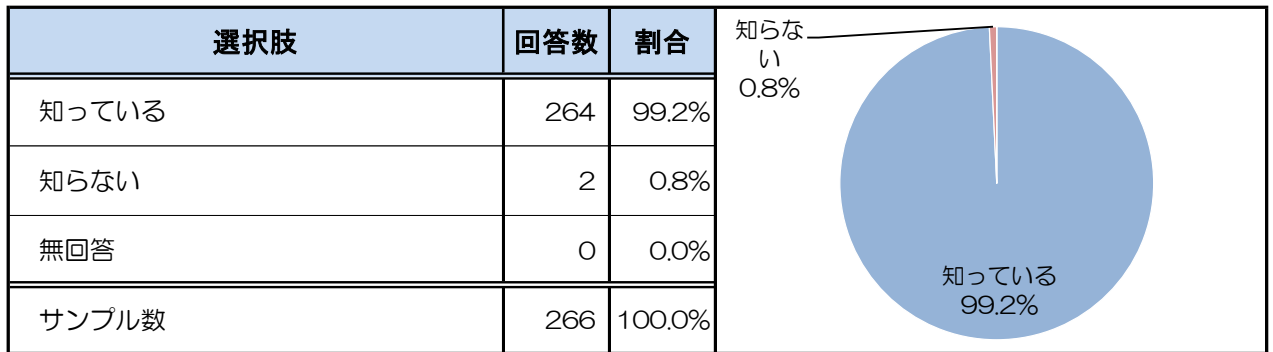 選択肢 回答数 割合
知っている 264 99.2%
知らない 2 0.8%
無回答 0 0.0%
サンプル数 266 100.0%
知らな
い
0.8%
知っている
99.2%